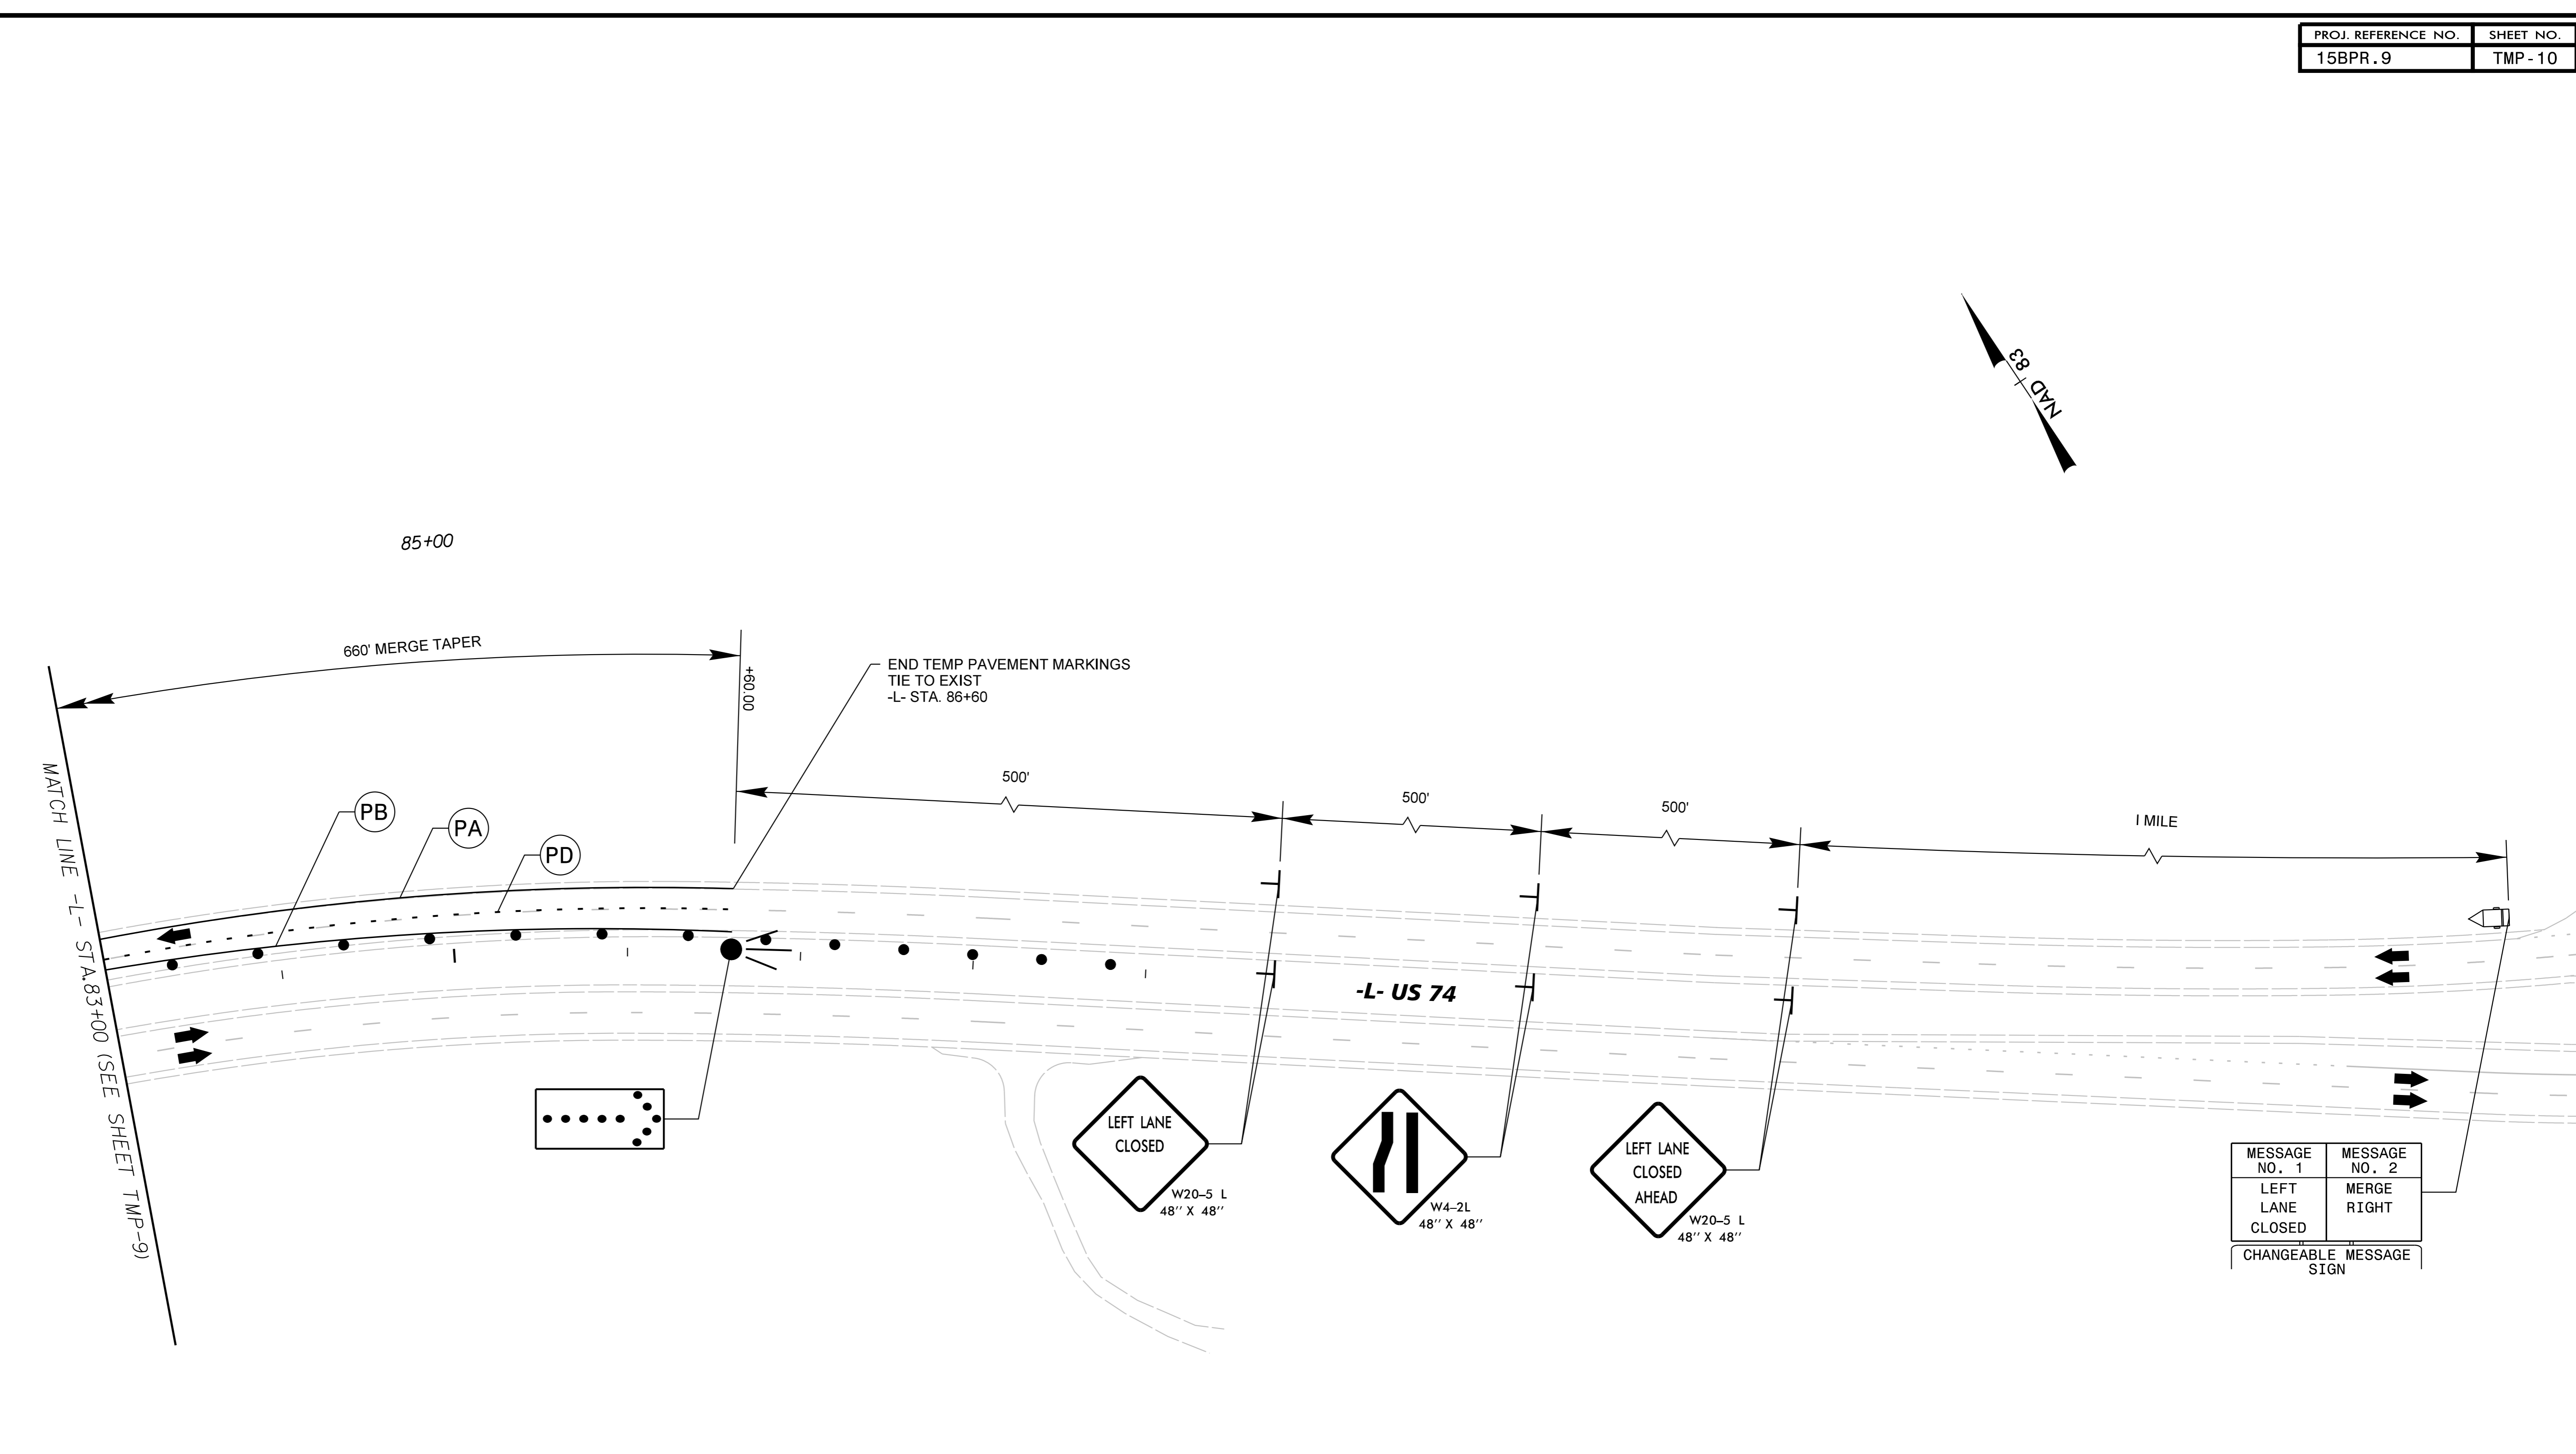 PROJ. REFERENCE NO. SHEET NO.
15BPR.9 TMP-10
NAD 83
85+00
660' MERGE TAPER
+60.00
END TEMP PAVEMENT MARKINGS
TIE TO EXIST
-L- STA. 86+60
500'
500'
500'
1 MILE
MATCH LINE -L- STA.83+00 (SEE SHEET TMP-9)
PB
PA
PD
-L- US 74
LEFT LANE
CLOSED
W20-5 L
48'' X 48''
W4-2L
48'' X 48''
LEFT LANE
CLOSED
AHEAD
W20-5 L
48'' X 48''
MESSAGE
NO. 1
LEFT
LANE
CLOSED
MESSAGE
NO. 2
MERGE
RIGHT
CHANGEABLE MESSAGE
SIGN